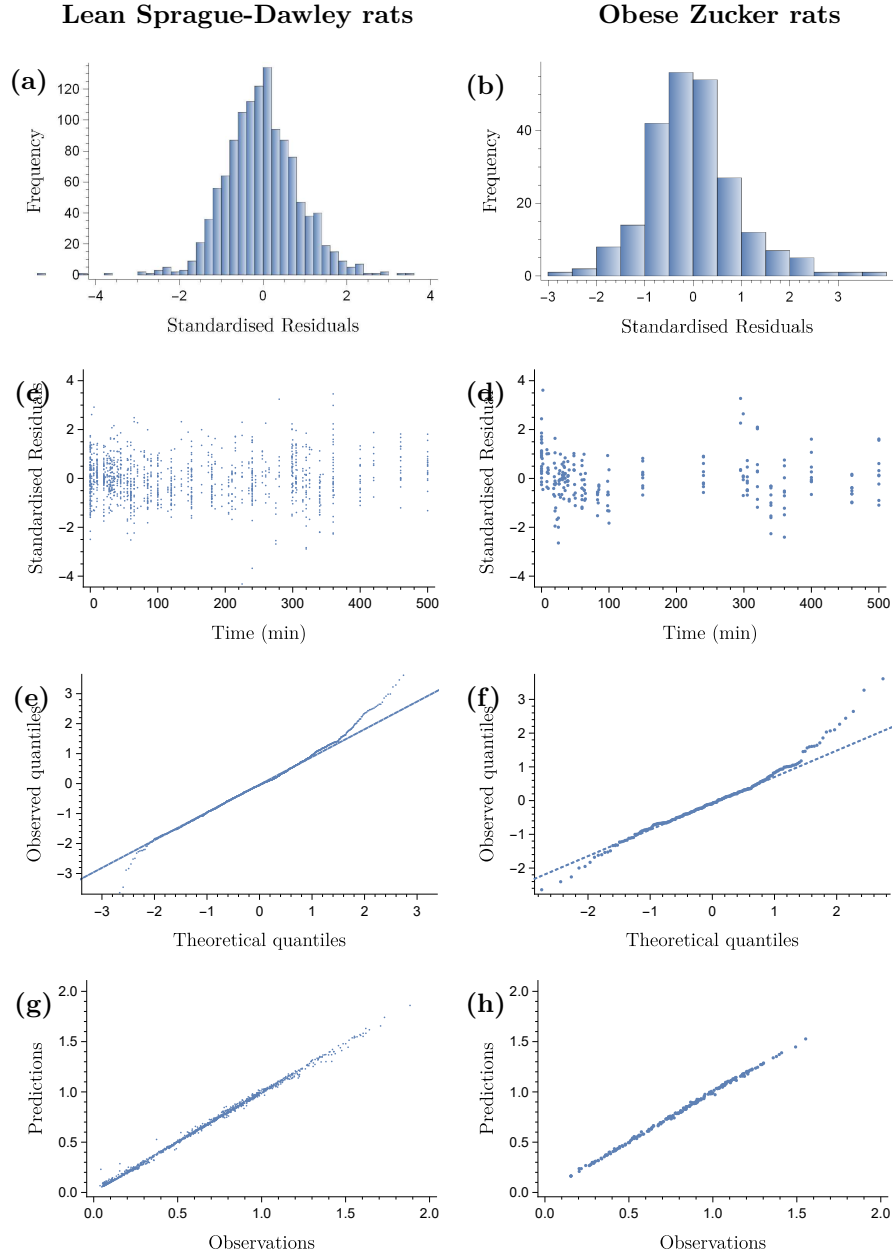 Lean Sprague-Dawley rats
Obese Zucker rats
(a)
Frequency
120
100
80
60
40
20
0
−4 −2 0 2 4
Standardised Residuals
(b)
Frequency
40
20
0
−3 −2 −1 0 1 2 3
Standardised Residuals
(c)
Standardised Residuals
4
2
0
−2
−4
0 100 200 300 400 500
Time (min)
(d)
Standardised Residual
4
2
0
−2
−4
0 100 200 300 400 500
Time (min)
(e)
Observed quantiles
3
2
1
0
−1
−2
−3
−3 −2 −1 0 1 2 3
Theoretical quantiles
(f)
Observed quantiles
3
2
1
0
−1
−2
−2 −1 0 1 2
Theoretical quantiles
(g)
Predictions
2.0
1.5
1.0
0.5
0.0
0.0 0.5 1.0 1.5 2.0
Observations
(h)
Predictions
2.0
1.5
1.0
0.5
0.0
0.0 0.5 1.0 1.5 2.0
Observations